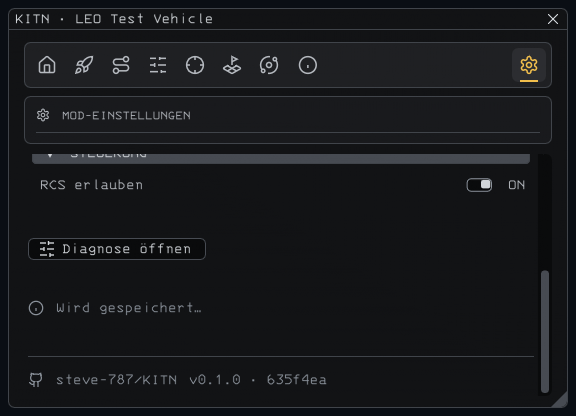 KITN · LEO Test Vehicle
MOD-EINSTELLUNGEN
STEUERUNG
RCS erlauben ON
Diagnose öffnen
Wird gespeichert…
steve-787/KITN v0.1.0 · 635f4ea